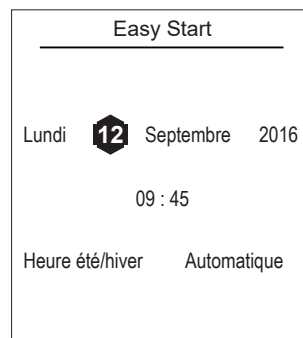 Easy Start
Lundi 12 Septembre 2016
09 : 45
Heure été/hiver Automatique